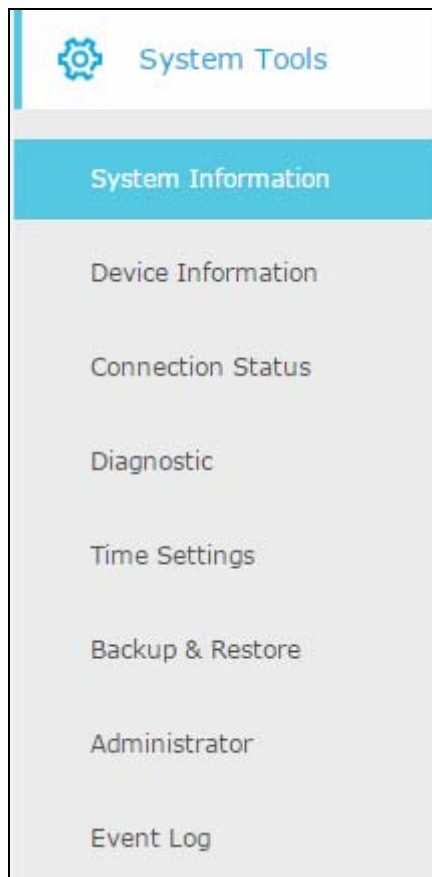 System Tools
System Information
Device Information
Connection Status
Diagnostic
Time Settings
Backup & Restore
Administrator
Event Log